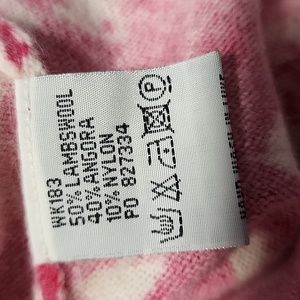 WK183
50% LAMBSWOOL
40% ANGORA
10% NYLON
PO 827334
P